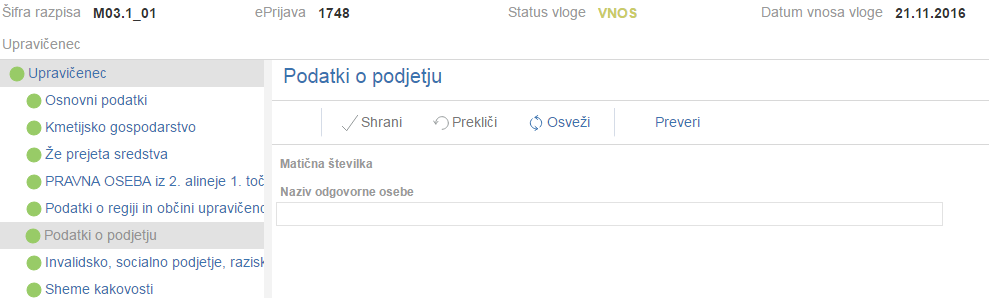 Šifra razpisa M03.1_01 ePrijava 1748 Status vloge VNOS Datum vnosa vloge 21.11.2016
Upravičenec
Upravičenec
Osnovni podatki
Kmetijsko gospodarstvo
Že prejeta sredstva
PRAVNA OSEBA iz 2. alineje 1. toč
Podatki o regiji in občini upravičenc
Podatki o podjetju
Invalidsko, socialno podjetje, razisk
Sheme kakovosti
Podatki o podjetju
Shrani Prekliči Osveži Preveri
Matična številka
Naziv odgovorne osebe